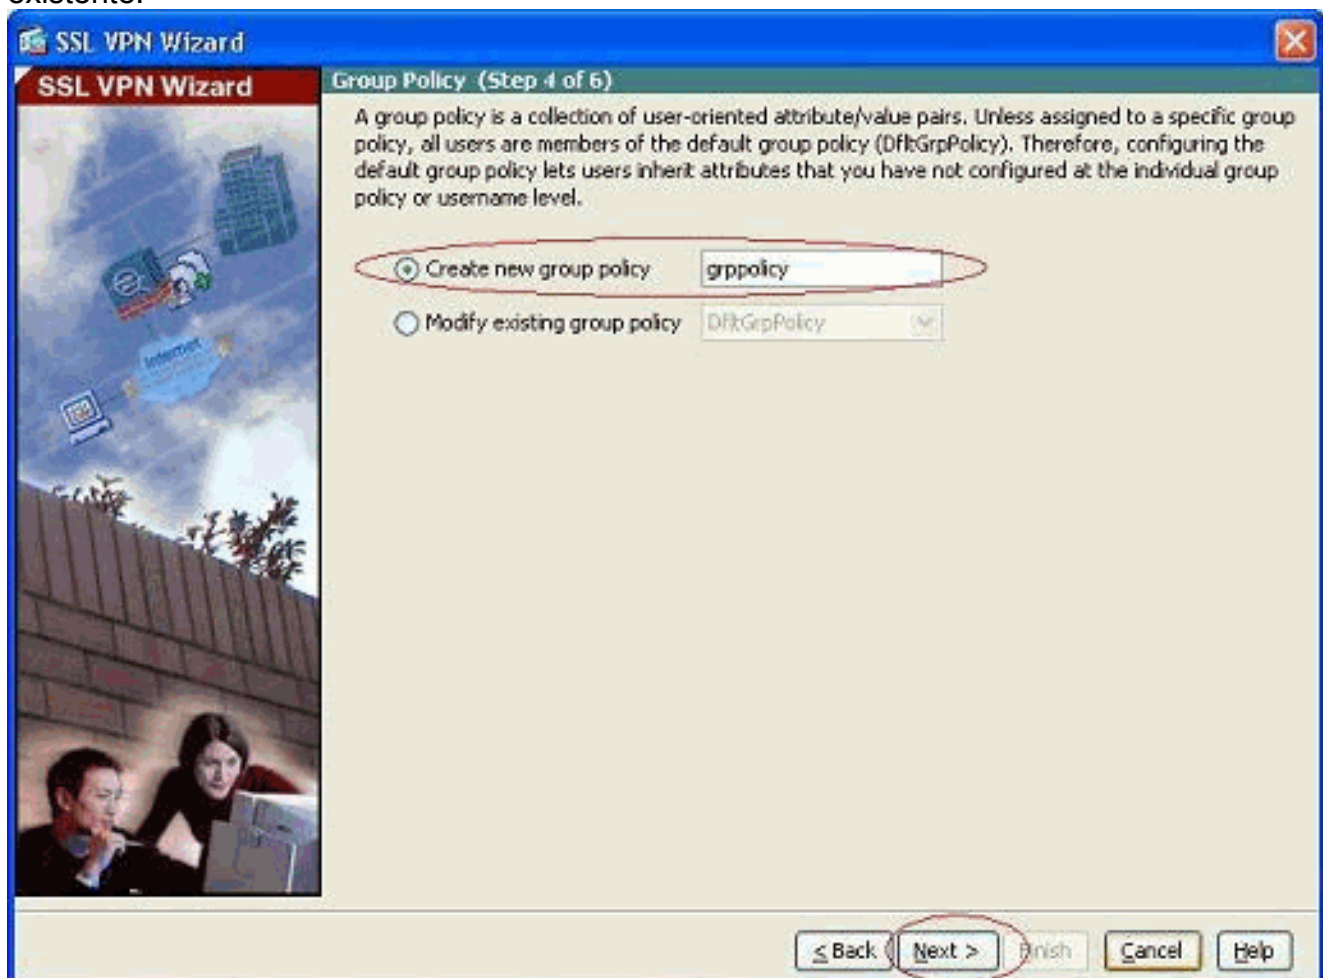 SSL VPN Wizard
SSL VPN Wizard
Group Policy (Step 4 of 6)
A group policy is a collection of user-oriented attribute/value pairs. Unless assigned to a specific group
policy, all users are members of the default group policy (DfltGrpPolicy). Therefore, configuring the
default group policy lets users inherit attributes that you have not configured at the individual group
policy or username level.
Create new group policy grppolicy
Modify existing group policy DfltGrpPolicy
Internet
< Back Next > Finish Cancel Help